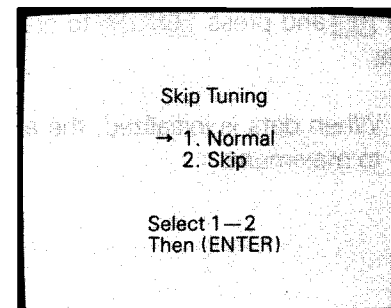 Skip Tuning
→ 1. Normal
2. Skip
Select 1—2
Then (ENTER)